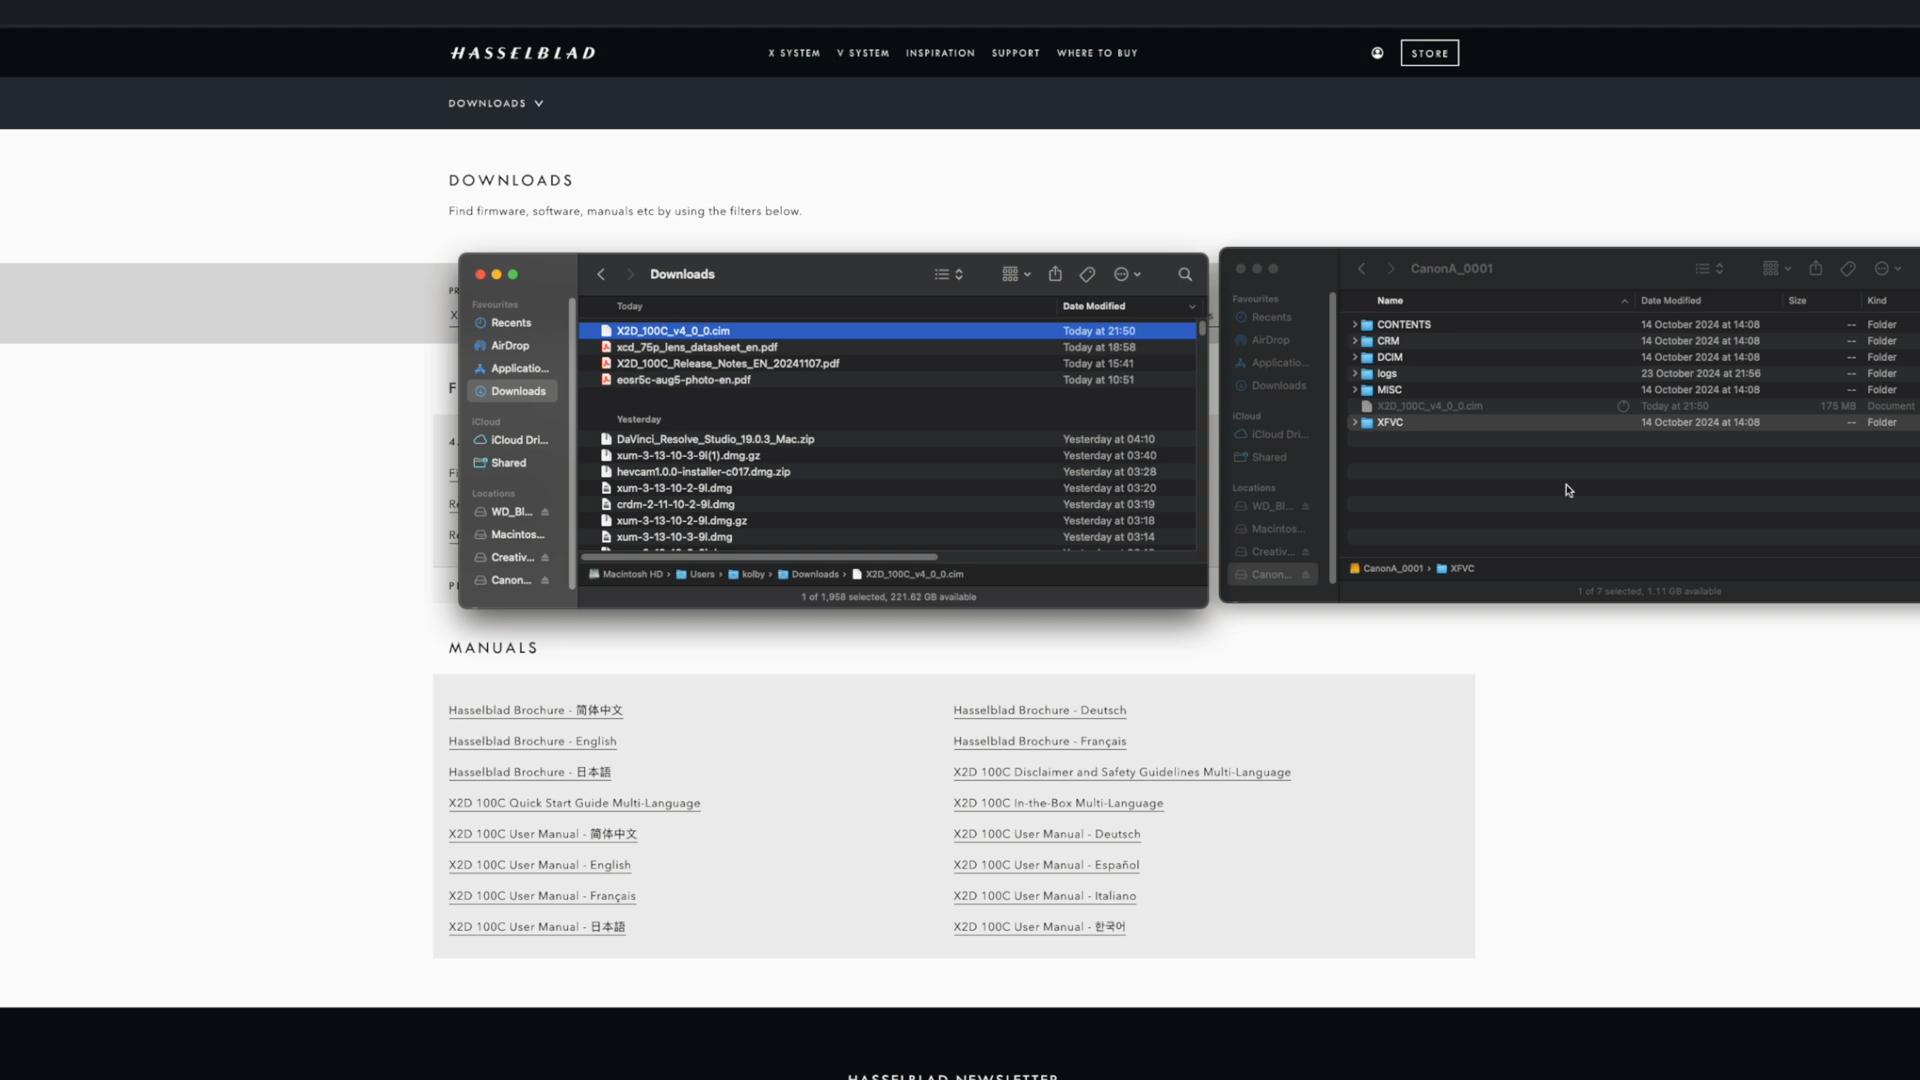 HASSELBLAD
X SYSTEM V SYSTEM INSPIRATION SUPPORT WHERE TO BUY
STORE
DOWNLOADS
DOWNLOADS
Find firmware, software, manuals etc by using the filters below.
Downloads
Favourites
Recents
AirDrop
Applicatio...
Downloads
iCloud
iCloud Dri...
Shared
Locations
WD_Bl...
Macintos...
Creativ...
Canon...
Today Date Modified
X2D_100C_v4_0_0.cim Today at 21:50
xcd_75p_lens_datasheet_en.pdf Today at 18:58
X2D_100C_Release_Notes_EN_20241107.pdf Today at 15:41
eosr5c-aug5-photo-en.pdf Today at 10:51
Yesterday
DaVinci_Resolve_Studio_19.0.3_Mac.zip Yesterday at 04:10
xum-3-13-10-3-9l(1).dmg.gz Yesterday at 03:40
hevcam1.0.0-installer-c017.dmg.zip Yesterday at 03:28
xum-3-13-10-2-9l.dmg Yesterday at 03:20
crdm-2-11-10-2-9l.dmg Yesterday at 03:19
xum-3-13-10-2-9l.dmg.gz Yesterday at 03:18
xum-3-13-10-3-9l.dmg Yesterday at 03:14
Macintosh HD › Users › kolby › Downloads › X2D_100C_v4_0_0.cim
1 of 1,958 selected, 221.62 GB available
CanonA_0001
Favourites
Recents
AirDrop
Applicatio...
Downloads
iCloud
iCloud Dri...
Shared
Locations
WD_Bl...
Macintos...
Creativ...
Canon...
Name Date Modified Size Kind
CONTENTS 14 October 2024 at 14:08 -- Folder
CRM 14 October 2024 at 14:08 -- Folder
DCIM 14 October 2024 at 14:08 -- Folder
logs 23 October 2024 at 21:56 -- Folder
MISC 14 October 2024 at 14:08 -- Folder
X2D_100C_v4_0_0.cim Today at 21:50 175 MB Document
XFVC 14 October 2024 at 14:08 -- Folder
CanonA_0001 › XFVC
1 of 7 selected, 1.11 GB available
MANUALS
Hasselblad Brochure - 简体中文 Hasselblad Brochure - Deutsch
Hasselblad Brochure - English Hasselblad Brochure - Français
Hasselblad Brochure - 日本語 X2D 100C Disclaimer and Safety Guidelines Multi-Language
X2D 100C Quick Start Guide Multi-Language X2D 100C In-the-Box Multi-Language
X2D 100C User Manual - 简体中文 X2D 100C User Manual - Deutsch
X2D 100C User Manual - English X2D 100C User Manual - Español
X2D 100C User Manual - Français X2D 100C User Manual - Italiano
X2D 100C User Manual - 日本語 X2D 100C User Manual - 한국어
HASSELBLAD NEWSLETTER